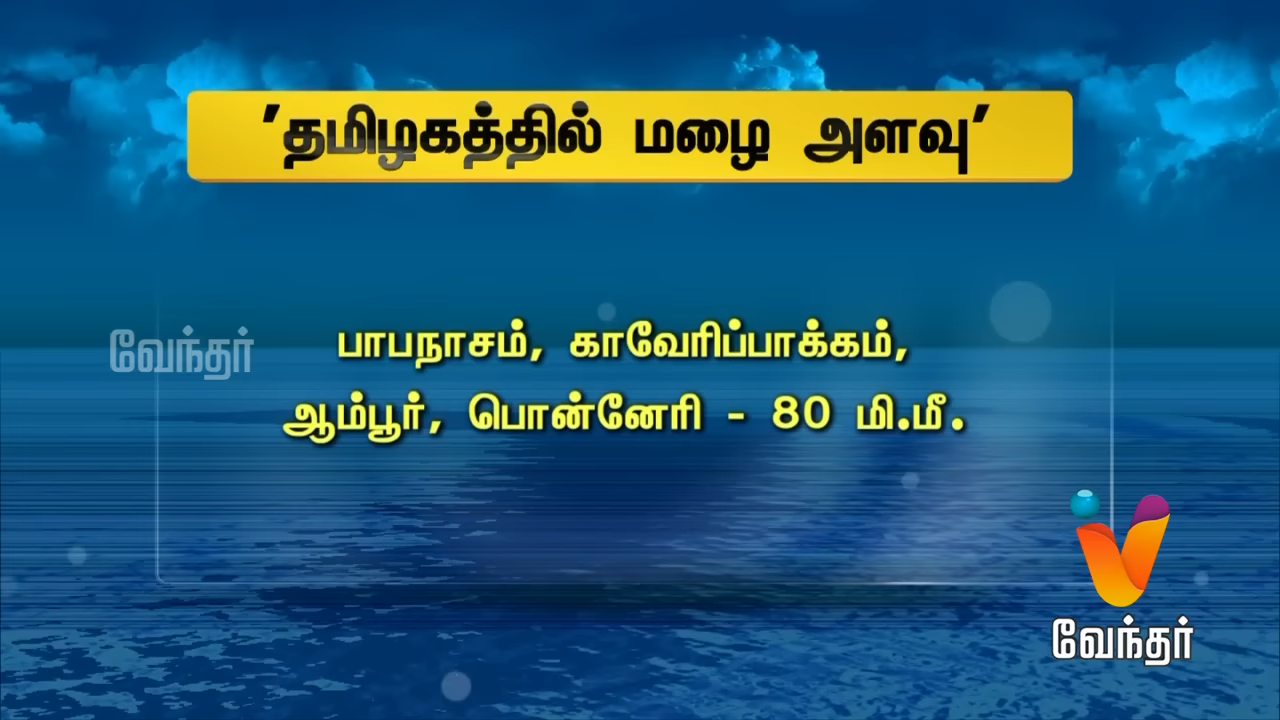 'தமிழகத்தில் மழை அளவு'
வேந்தர்
பாபநாசம், காவேரிப்பாக்கம்,
ஆம்பூர், பொன்னேரி - 80 மி.மீ.
வேந்தர்